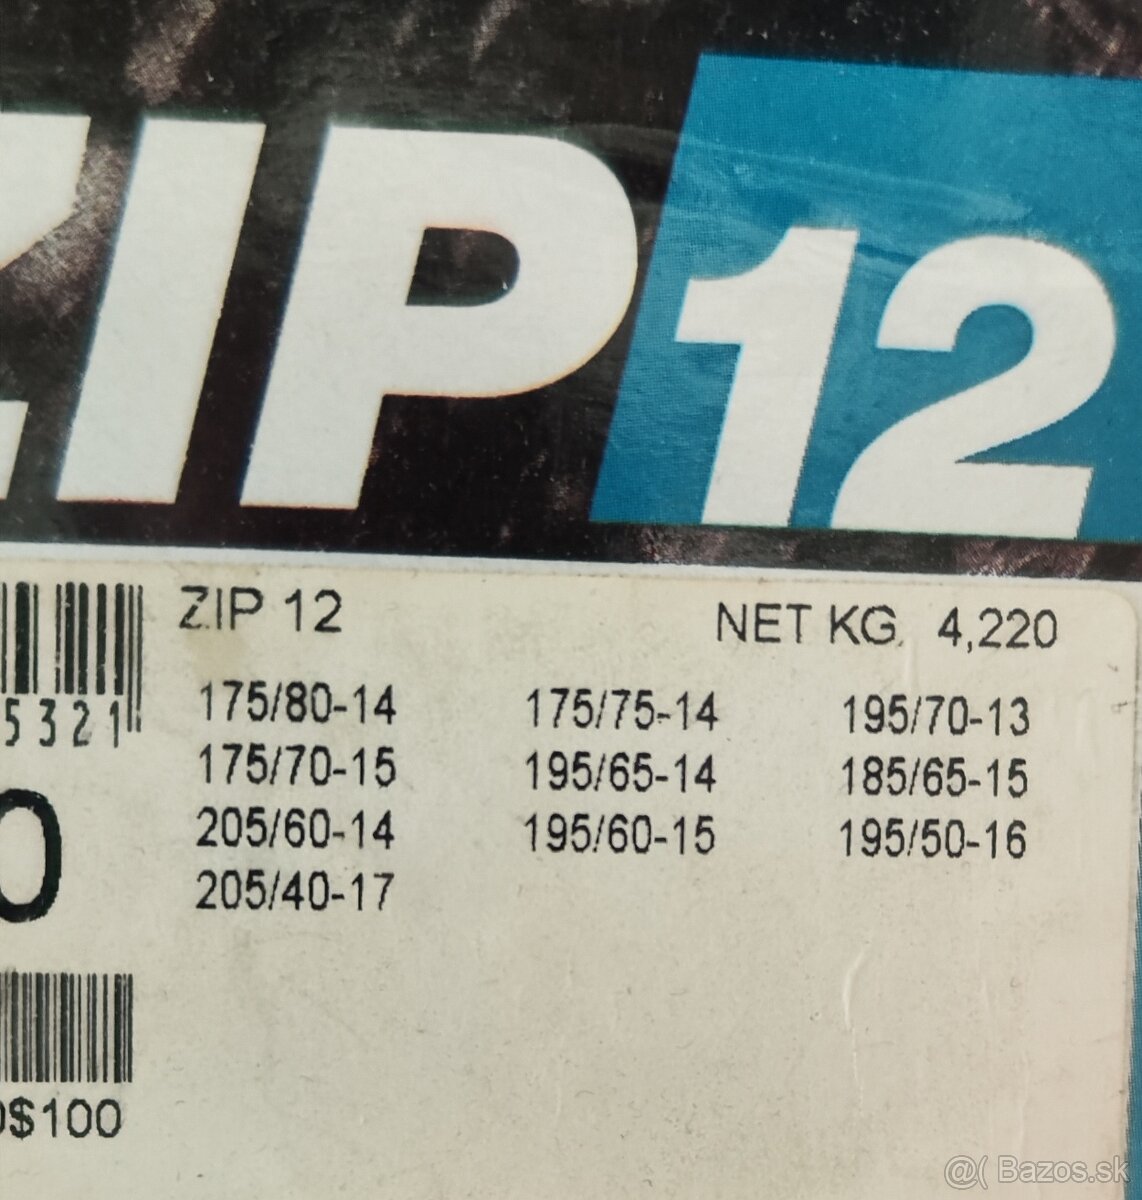 ZIP 12
ZIP 12 NET KG. 4,220
5321
175/80-14 175/75-14 195/70-13
175/70-15 195/65-14 185/65-15
205/60-14 195/60-15 195/50-16
205/40-17
0
$100
@( Bazos.sk